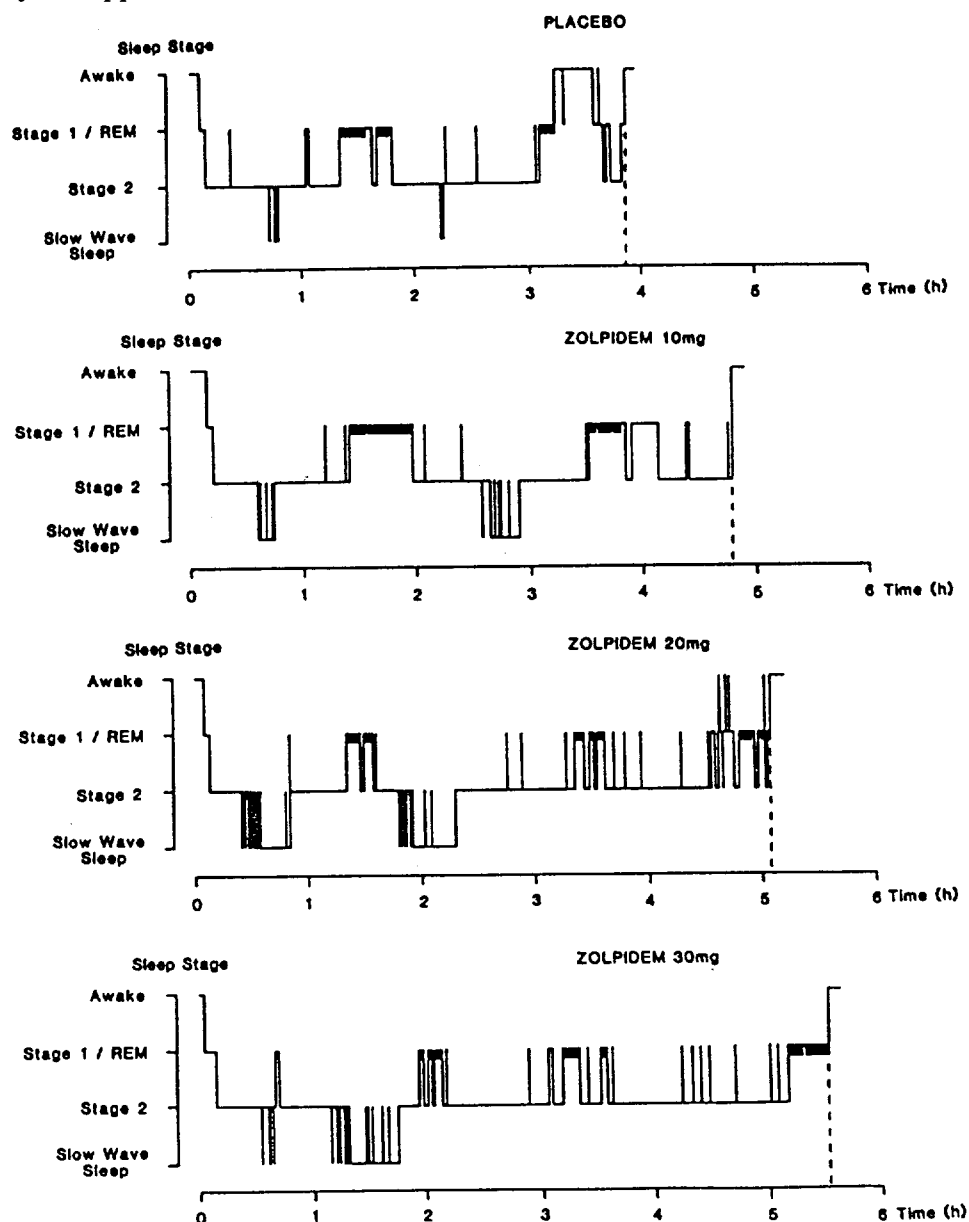 PLACEBO
Sleep Stage
Awake
Stage 1 / REM
Stage 2
Slow Wave
Sleep
0 1 2 3 4 5 6 Time (h)
Sleep Stage
ZOLPIDEM 10mg
Awake
Stage 1 / REM
Stage 2
Slow Wave
Sleep
0 1 2 3 4 5 6 Time (h)
Sleep Stage
ZOLPIDEM 20mg
Awake
Stage 1 / REM
Stage 2
Slow Wave
Sleep
0 1 2 3 4 5 6 Time (h)
Sleep Stage
ZOLPIDEM 30mg
Awake
Stage 1 / REM
Stage 2
Slow Wave
Sleep
0 1 2 3 4 5 6 Time (h)